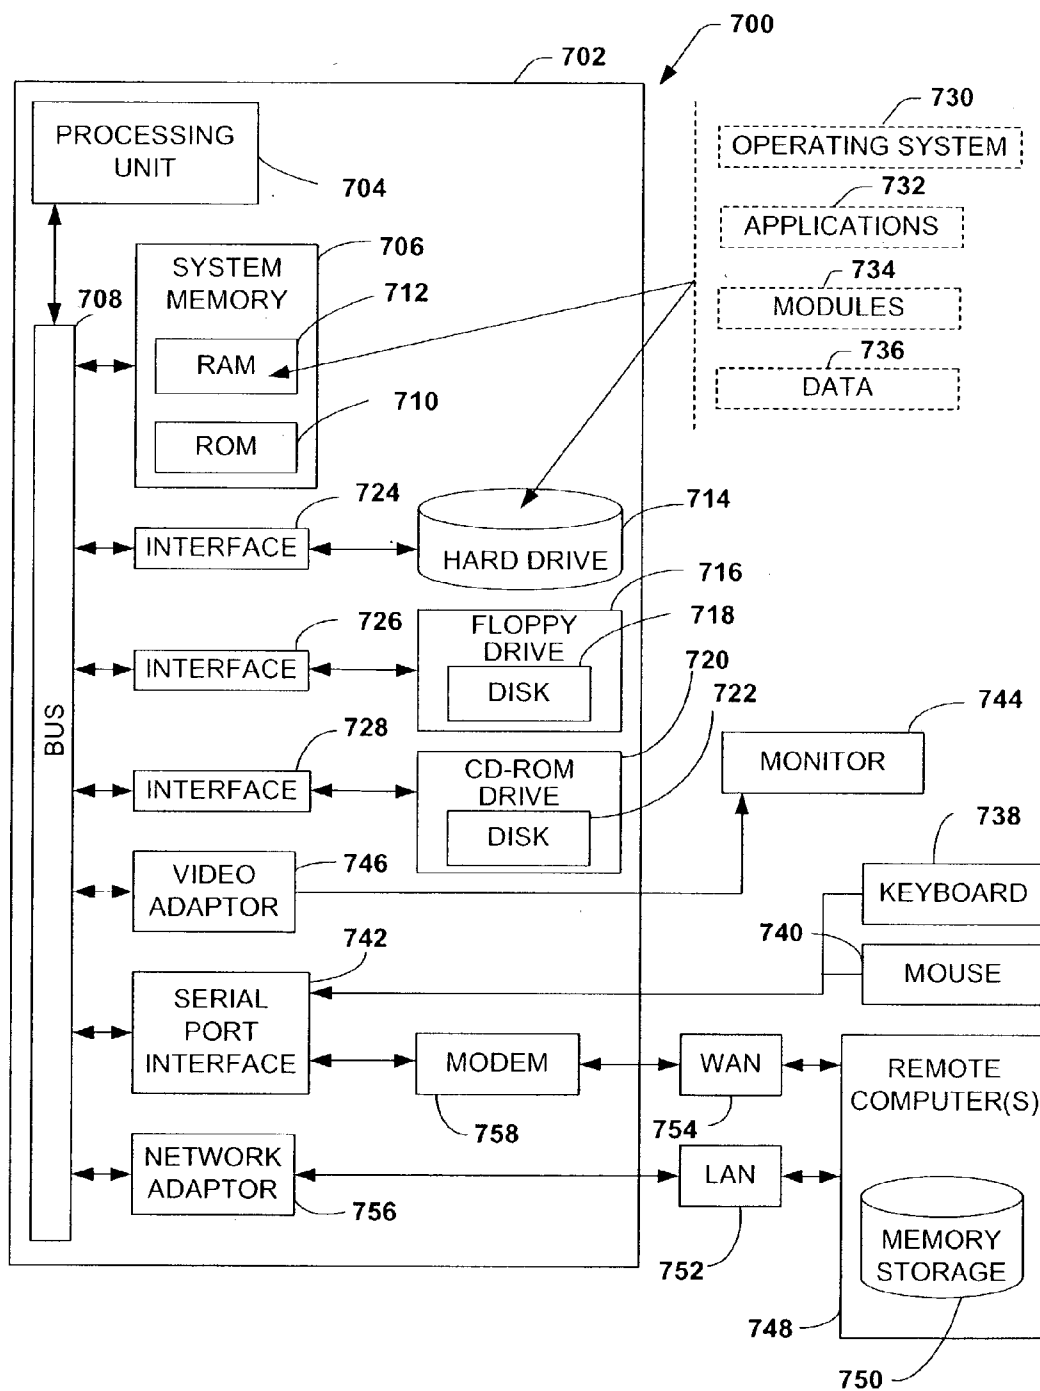 700
702
PROCESSING
UNIT
704
730
OPERATING SYSTEM
732
APPLICATIONS
734
MODULES
736
DATA
706
SYSTEM
MEMORY
708
712
RAM
710
ROM
724
INTERFACE
714
HARD DRIVE
716
726
INTERFACE
718
FLOPPY
DRIVE
DISK
720
722
728
INTERFACE
CD-ROM
DRIVE
DISK
744
MONITOR
BUS
746
VIDEO
ADAPTOR
738
KEYBOARD
740
MOUSE
742
SERIAL
PORT
INTERFACE
MODEM
758
WAN
754
REMOTE
COMPUTER(S)
NETWORK
ADAPTOR
756
LAN
752
MEMORY
STORAGE
748
750